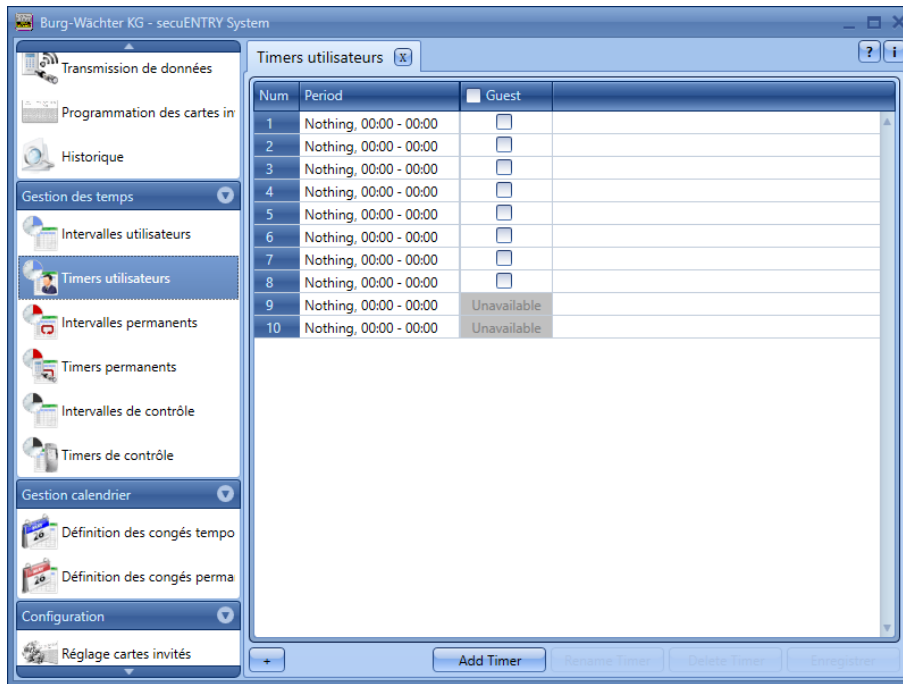 Burg-Wächter KG - secuENTRY System
Transmission de données
Programmation des cartes in
Historique
Gestion des temps
Intervalles utilisateurs
Timers utilisateurs
Intervalles permanents
Timers permanents
Intervalles de contrôle
Timers de contrôle
Gestion calendrier
Définition des congés tempo
Définition des congés perma
Configuration
Réglage cartes invités
Timers utilisateurs x
? i
Num Period Guest
1 Nothing, 00:00 - 00:00
2 Nothing, 00:00 - 00:00
3 Nothing, 00:00 - 00:00
4 Nothing, 00:00 - 00:00
5 Nothing, 00:00 - 00:00
6 Nothing, 00:00 - 00:00
7 Nothing, 00:00 - 00:00
8 Nothing, 00:00 - 00:00
9 Nothing, 00:00 - 00:00 Unavailable
10 Nothing, 00:00 - 00:00 Unavailable
+ Add Timer Rename Timer Delete Timer Enregistrer